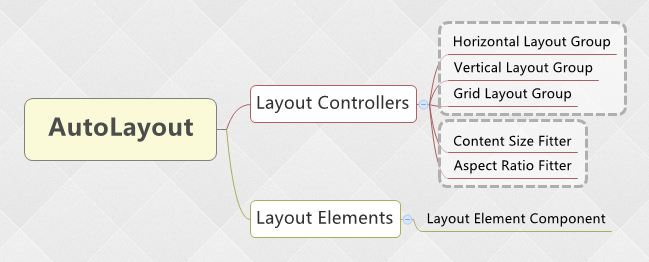 AutoLayout
Layout Controllers
Horizontal Layout Group
Vertical Layout Group
Grid Layout Group
Content Size Fitter
Aspect Ratio Fitter
Layout Elements
Layout Element Component